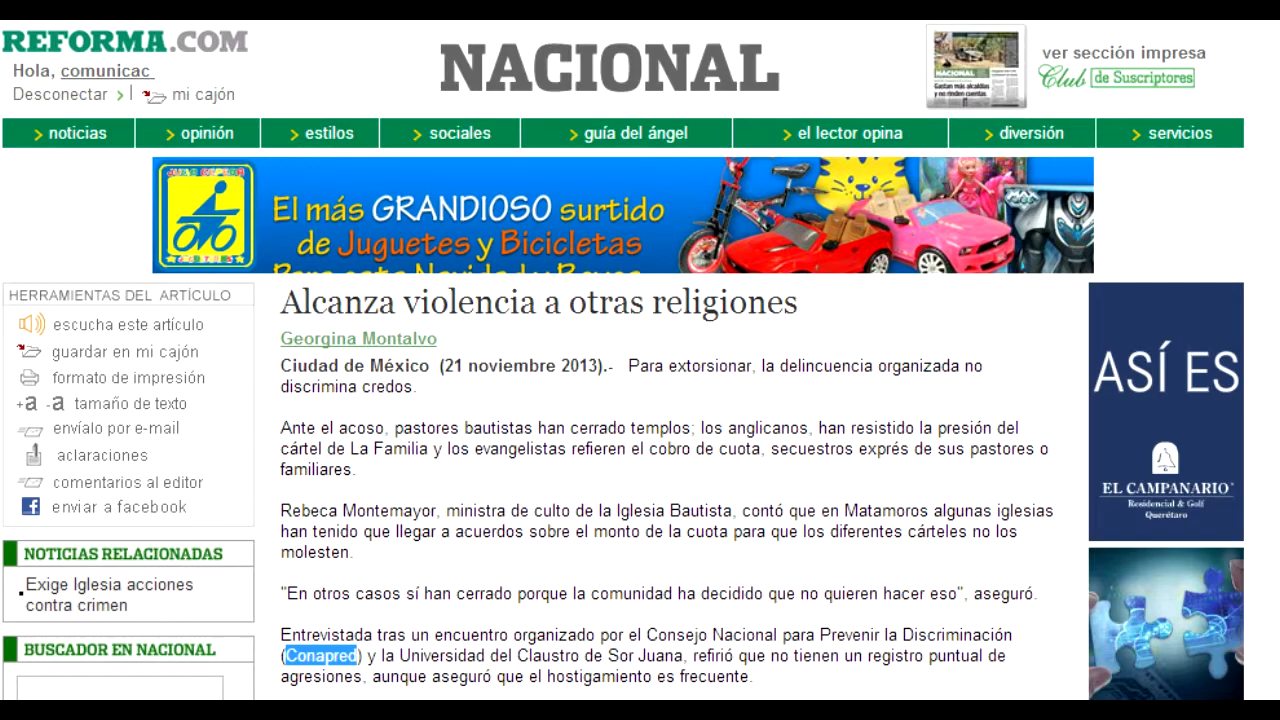 REFORMA.COM
Hola, comunicac
Desconectar > | mi cajón
NACIONAL
ver sección impresa
Club de Suscriptores
NACIONAL
Gastan más alcaldías
y no rinden cuentas
> noticias > opinión > estilos > sociales > guía del ángel > el lector opina > diversión > servicios
El más GRANDIOSO surtido
de Juguetes y Bicicletas
HERRAMIENTAS DEL ARTÍCULO
escucha este artículo
guardar en mi cajón
formato de impresión
+a -a tamaño de texto
envíalo por e-mail
aclaraciones
comentarios al editor
enviar a facebook
NOTICIAS RELACIONADAS
Exige Iglesia acciones
contra crimen
BUSCADOR EN NACIONAL
Alcanza violencia a otras religiones
Georgina Montalvo
Ciudad de México (21 noviembre 2013).- Para extorsionar, la delincuencia organizada no
discrimina credos.
Ante el acoso, pastores bautistas han cerrado templos; los anglicanos, han resistido la presión del
cártel de La Familia y los evangelistas refieren el cobro de cuota, secuestros exprés de sus pastores o
familiares.
Rebeca Montemayor, ministra de culto de la Iglesia Bautista, contó que en Matamoros algunas iglesias
han tenido que llegar a acuerdos sobre el monto de la cuota para que los diferentes cárteles no los
molesten.
"En otros casos sí han cerrado porque la comunidad ha decidido que no quieren hacer eso", aseguró.
Entrevistada tras un encuentro organizado por el Consejo Nacional para Prevenir la Discriminación
(Conapred) y la Universidad del Claustro de Sor Juana, refirió que no tienen un registro puntual de
agresiones, aunque aseguró que el hostigamiento es frecuente.
ASÍ ES
EL CAMPANARIO
Residencial & Golf
Querétaro